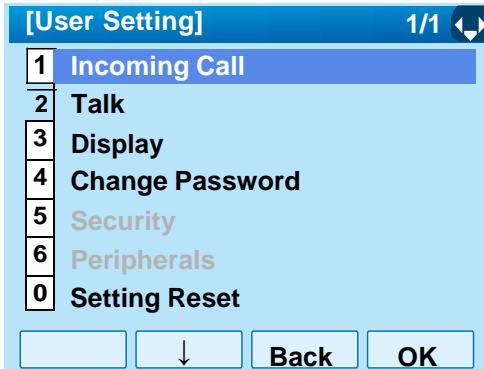 [User Setting] 1/1
1 Incoming Call
2 Talk
3 Display
4 Change Password
5 Security
6 Peripherals
0 Setting Reset
↓ Back OK